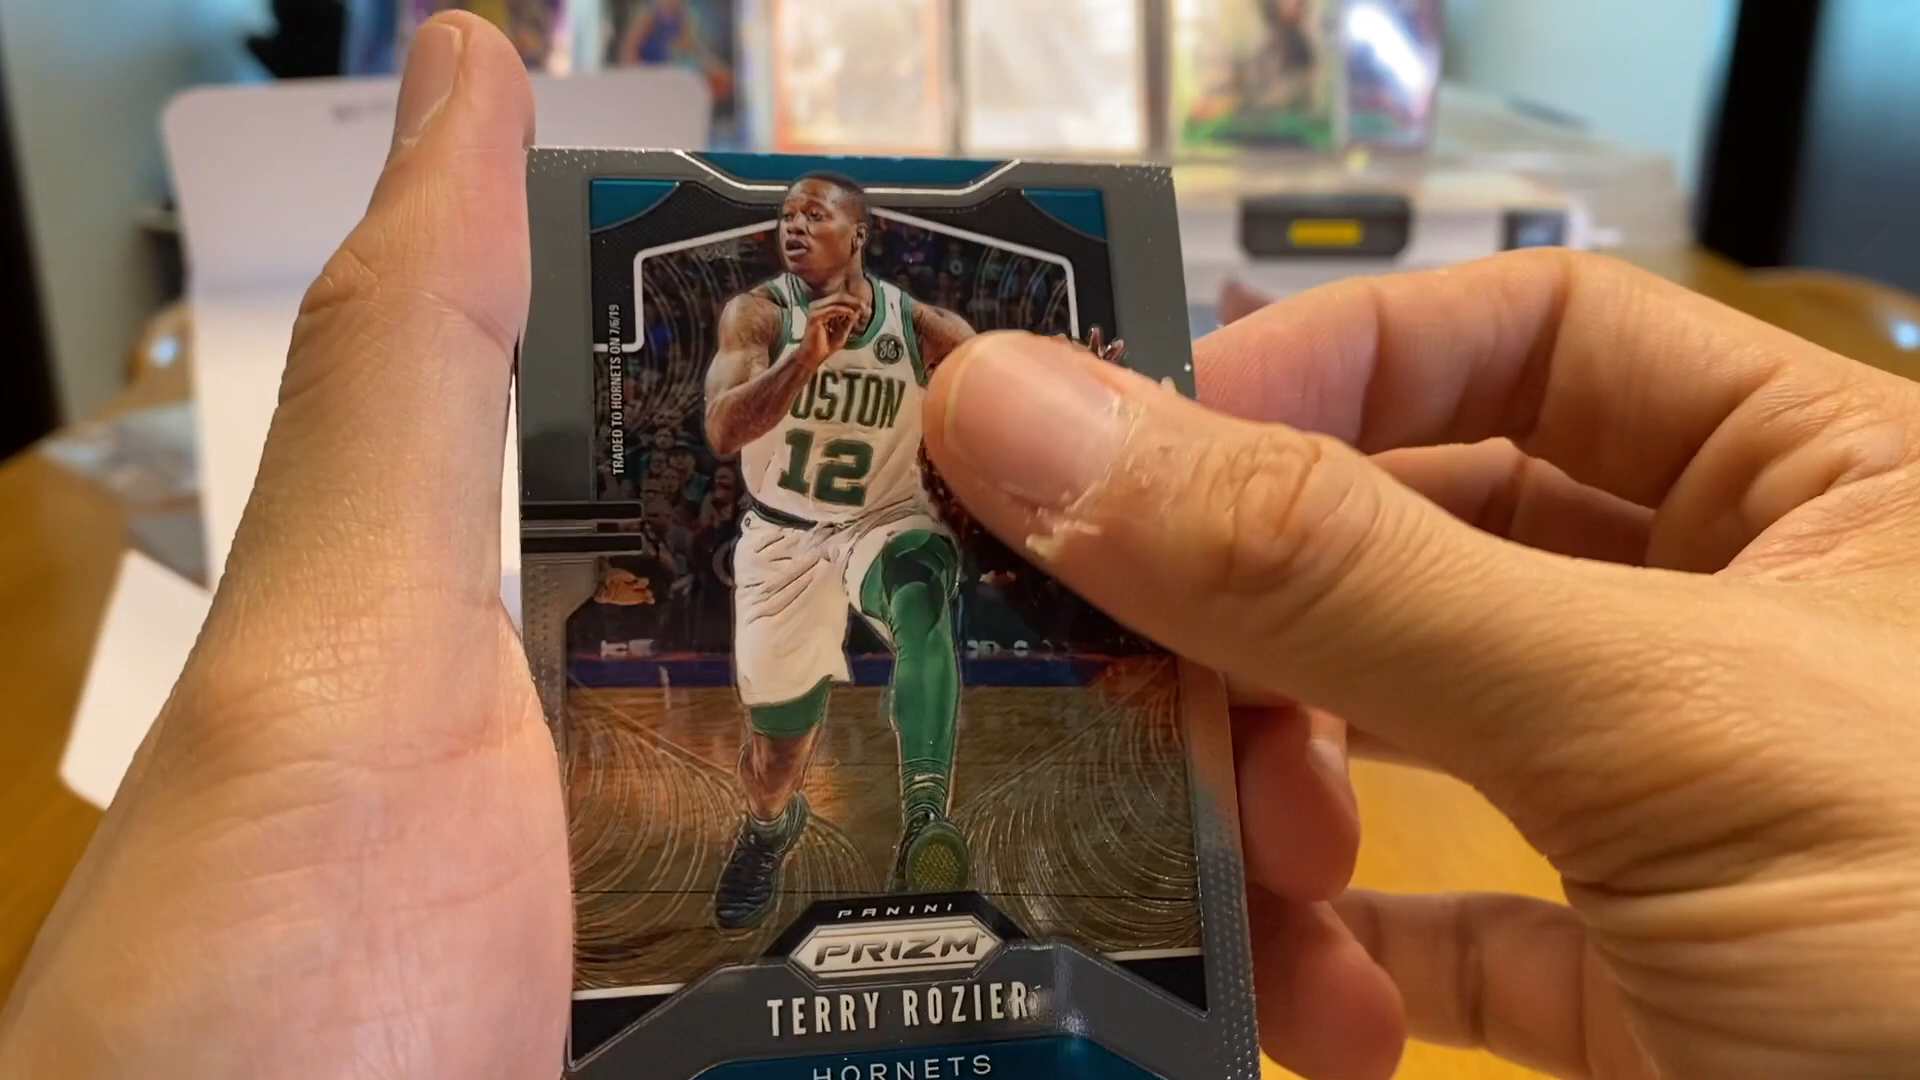 TRADED TO HORNETS ON 7/6/19
OSTON
12
PANINI
PRIZM
TERRY ROZIER
HORNETS